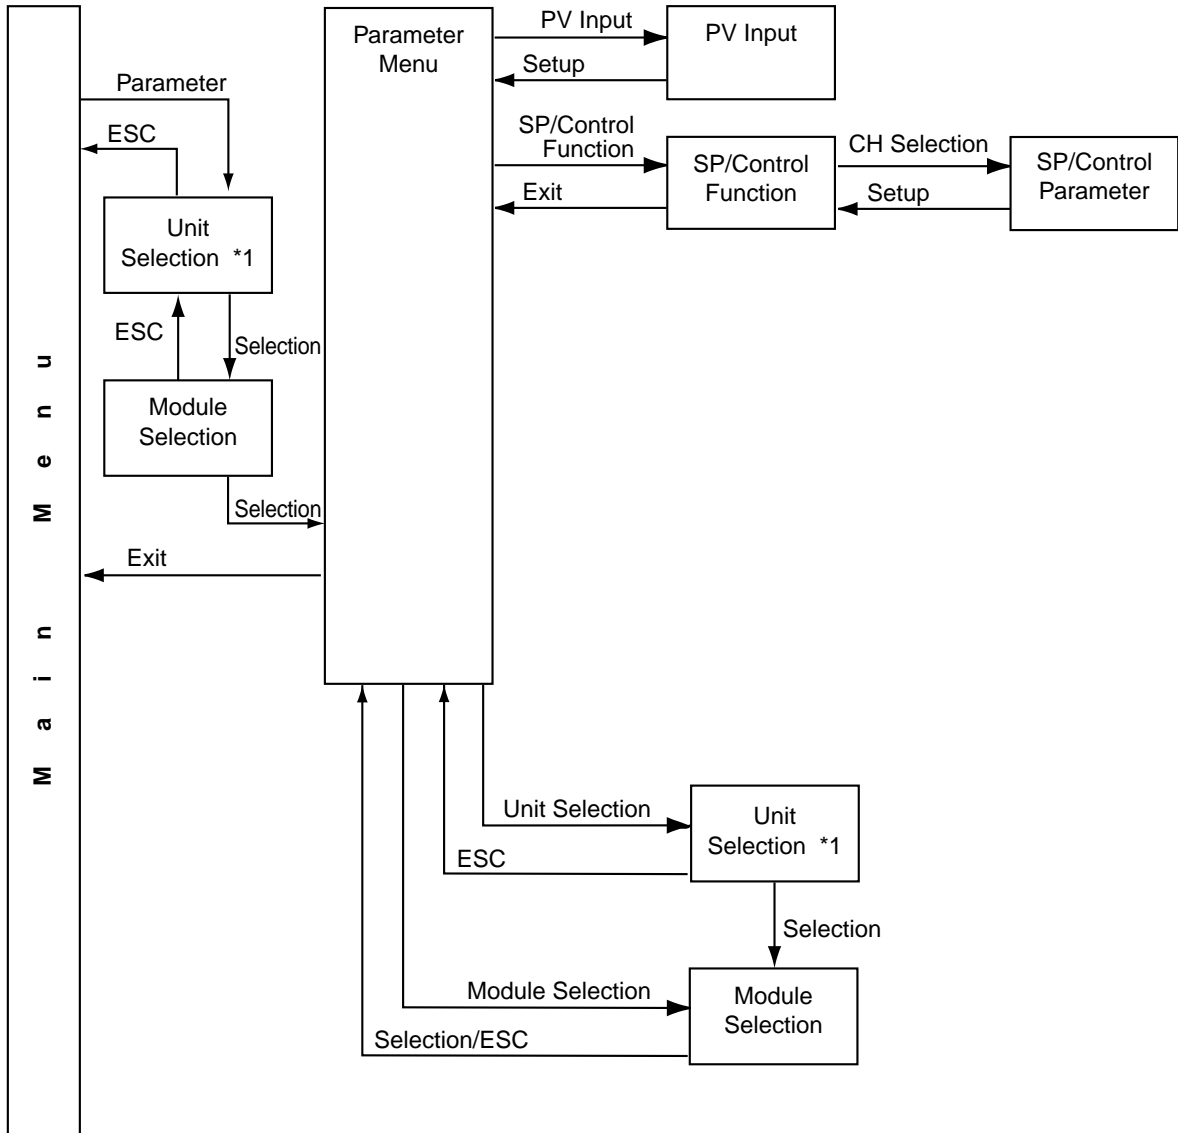 Main Menu
Parameter
ESC
Unit
Selection *1
ESC
Selection
Module
Selection
Selection
Exit
Parameter
Menu
PV Input
Setup
PV Input
SP/Control
Function
Exit
SP/Control
Function
CH Selection
Setup
SP/Control
Parameter
Unit Selection
ESC
Unit
Selection *1
Selection
Module Selection
Selection/ESC
Module
Selection